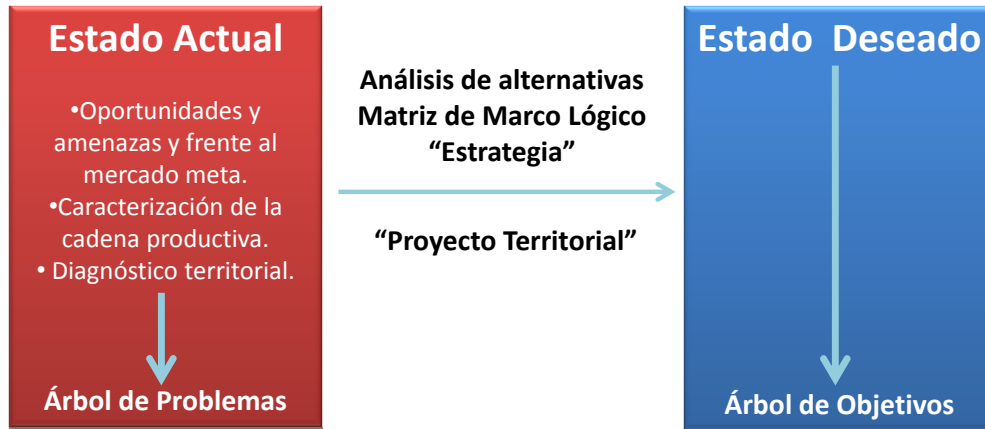 Estado Actual
•Oportunidades y
amenazas y frente al
mercado meta.
•Caracterización de la
cadena productiva.
• Diagnóstico territorial.
Árbol de Problemas
Análisis de alternativas
Matriz de Marco Lógico
“Estrategia”
“Proyecto Territorial”
Estado Deseado
Árbol de Objetivos